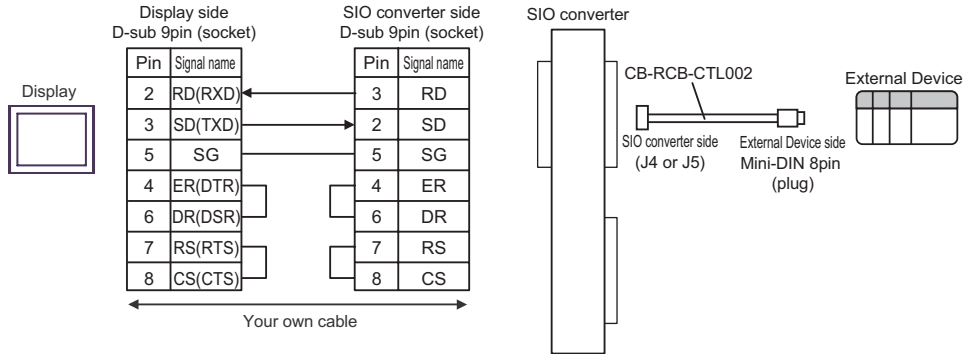 Display side
D-sub 9pin (socket)
SIO converter side
D-sub 9pin (socket)
SIO converter
Display
Pin Signal name
2 RD(RXD)
3 SD(TXD)
5 SG
4 ER(DTR)
6 DR(DSR)
7 RS(RTS)
8 CS(CTS)
Pin Signal name
3 RD
2 SD
5 SG
4 ER
6 DR
7 RS
8 CS
Your own cable
CB-RCB-CTL002
SIO converter side
(J4 or J5)
External Device side
Mini-DIN 8pin
(plug)
External Device